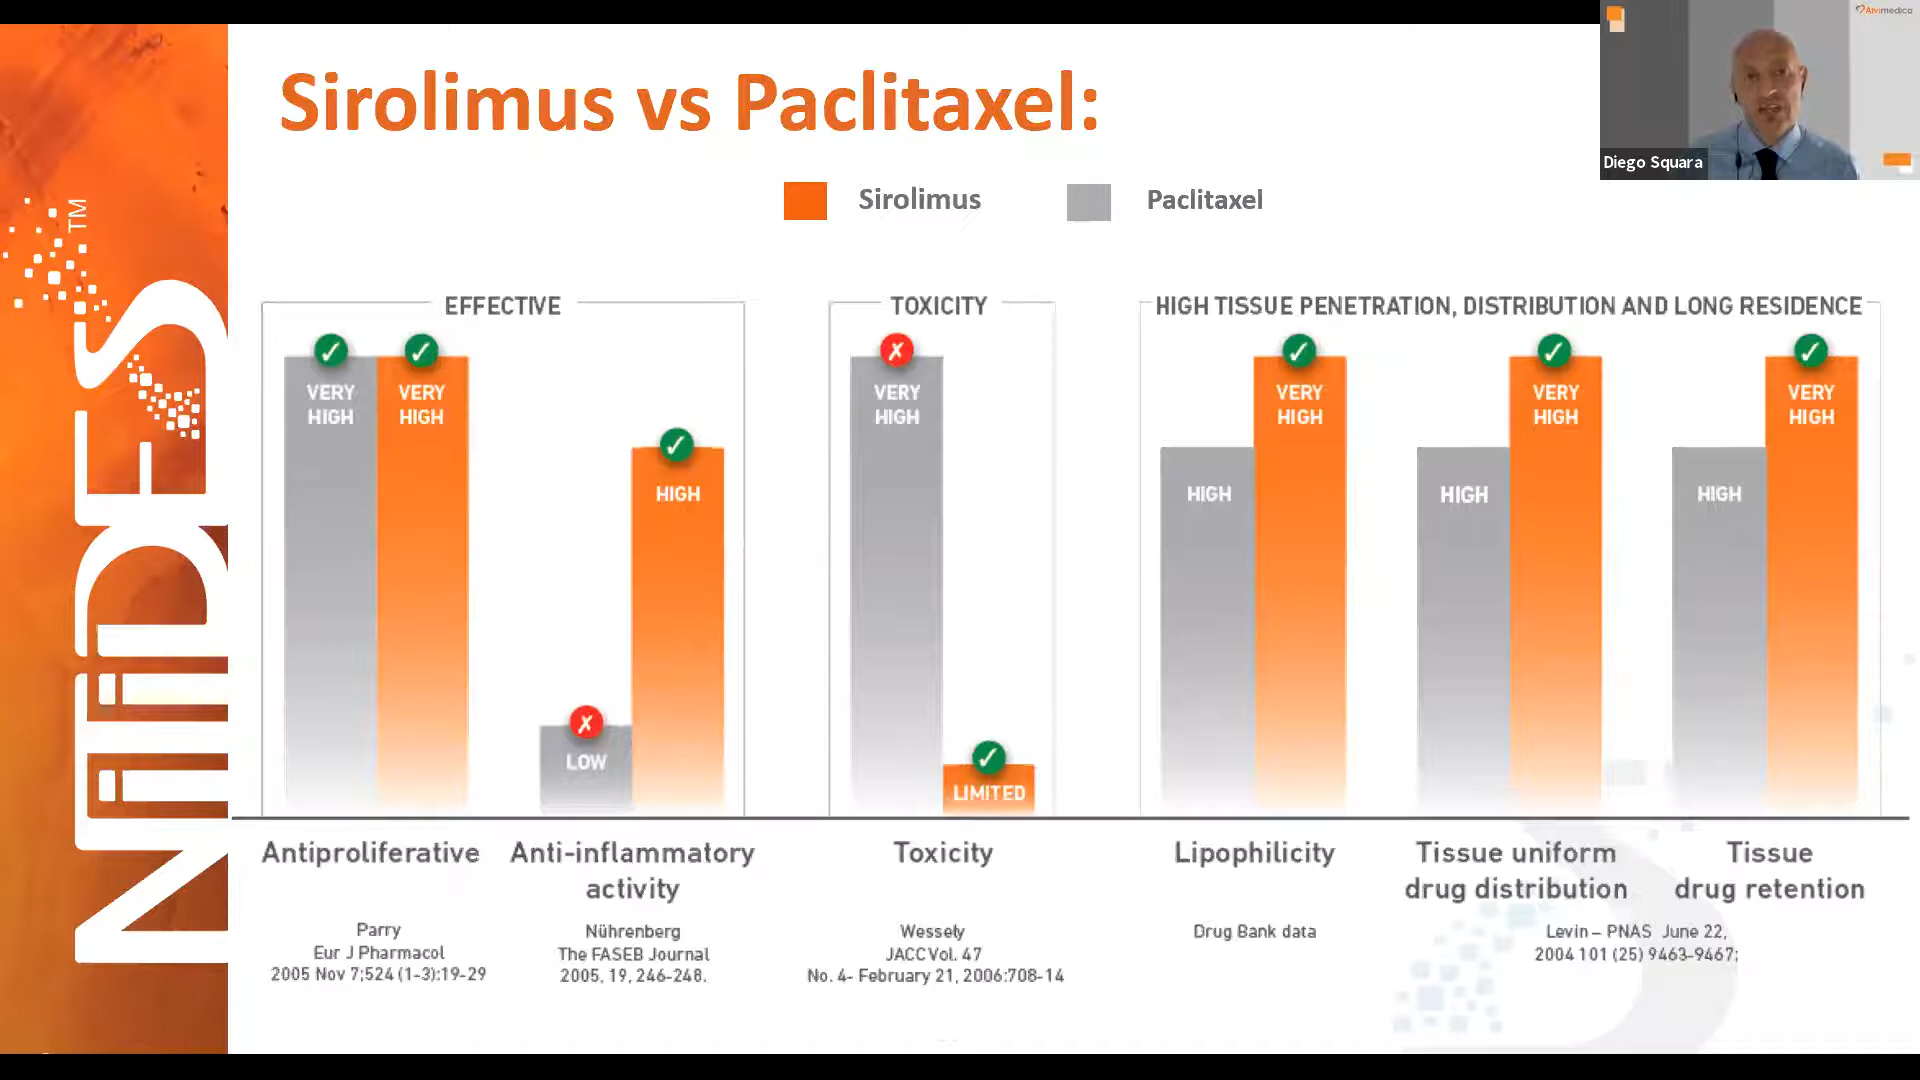 Sirolimus vs Paclitaxel:
Alvimedica
Diego Squara
Sirolimus
Paclitaxel
NiTiDES™
EFFECTIVE
TOXICITY
HIGH TISSUE PENETRATION, DISTRIBUTION AND LONG RESIDENCE
VERY
HIGH
VERY
HIGH
LOW
HIGH
VERY
HIGH
LIMITED
HIGH
VERY
HIGH
HIGH
VERY
HIGH
HIGH
VERY
HIGH
Antiproliferative
Parry
Eur J Pharmacol
2005 Nov 7;524 (1-3):19-29
Anti-inflammatory
activity
Nührenberg
The FASEB Journal
2005, 19, 246-248.
Toxicity
Wessely
JACC Vol. 47
No. 4- February 21, 2006:708-14
Lipophilicity
Drug Bank data
Tissue uniform
drug distribution
Tissue
drug retention
Levin – PNAS June 22,
2004 101 (25) 9463-9467;